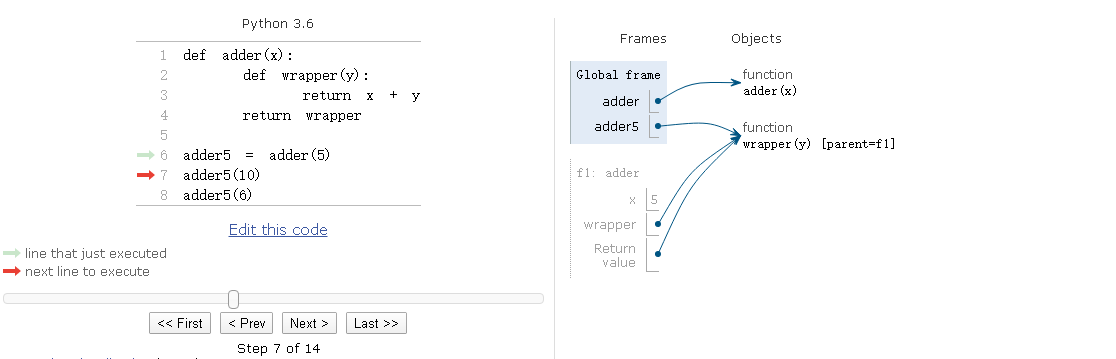 Python 3.6
1 def adder(x):
2 def wrapper(y):
3 return x + y
4 return wrapper
5
6 adder5 = adder(5)
7 adder5(10)
8 adder5(6)
Edit this code
line that just executed
next line to execute
<< First < Prev Next > Last >>
Step 7 of 14
Frames Objects
Global frame
adder
adder5
function
adder(x)
function
wrapper(y) [parent=f1]
f1: adder
x 5
wrapper
Return
value